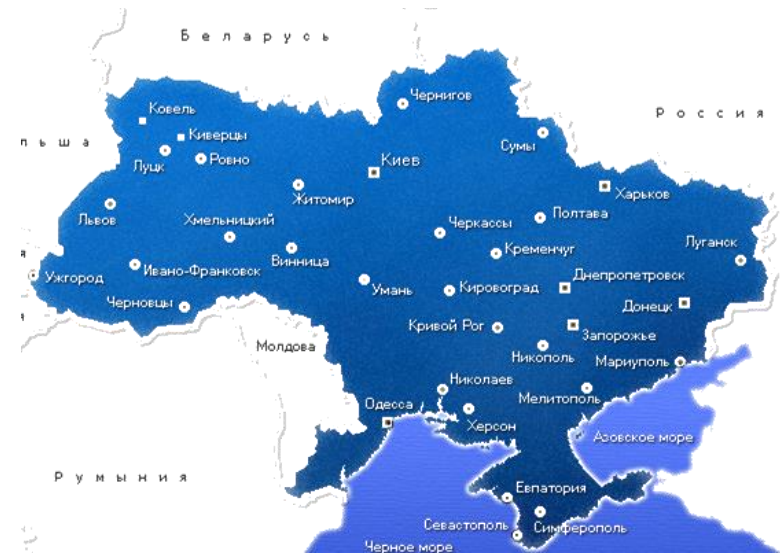 Беларусь
Чернигов
Ковель
Россия
Киверцы
льша
Сумы
Луцк
Ровно
Киев
Харьков
Житомир
Львов
Хмельницкий
Полтава
Черкассы
Луганск
Кременчуг
Винница
Ивано-Франковск
Ужгород
Днепропетровск
Умань
Кировоград
Черновцы
Донецк
Кривой Рог
Запорожье
Молдова
Никополь
Мариуполь
Николаев
Мелитополь
Одесса
Херсон
Азовское море
Румыния
Евпатория
Севастополь
Симферополь
Черное море